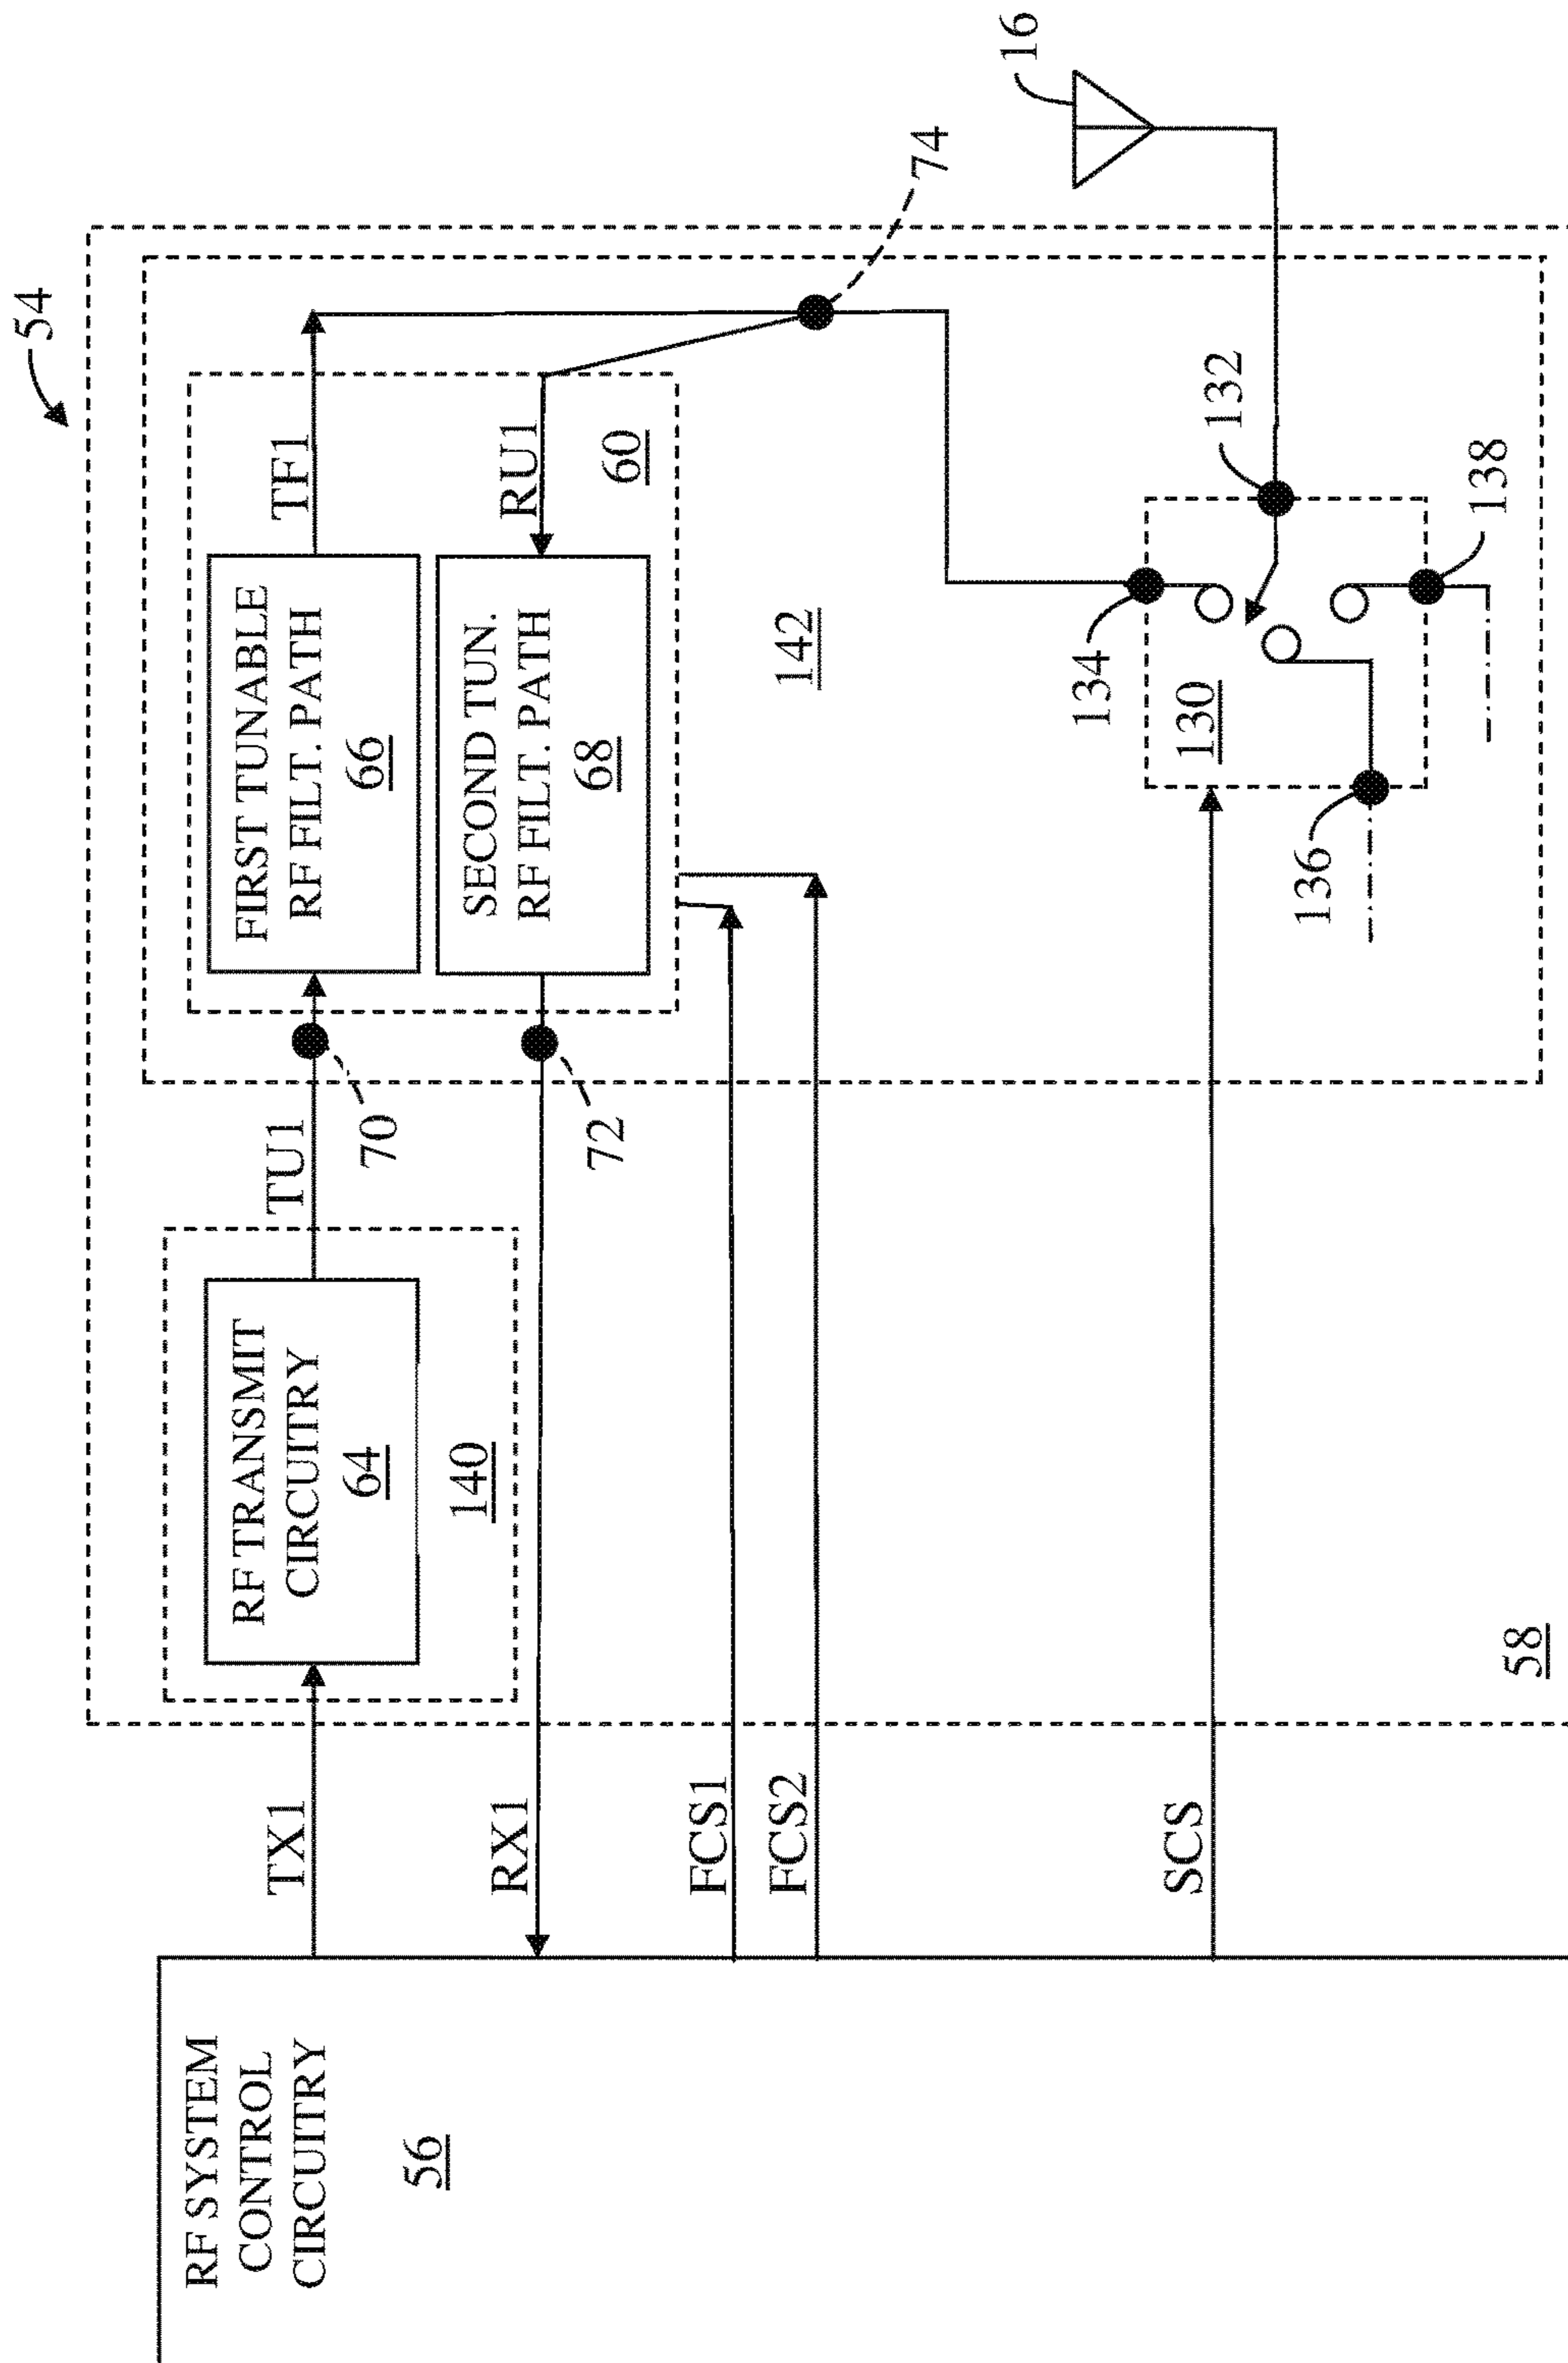 54
RF SYSTEM
CONTROL
CIRCUITRY
56
TX1
RX1
FCS1
FCS2
SCS
RF TRANSMIT
CIRCUITRY
64
140
58
TU1
70
72
FIRST TUNABLE
RF FILT. PATH
66
SECOND TUN.
RF FILT. PATH
68
TF1
RU1
60
142
74
16
134
130
132
136
138